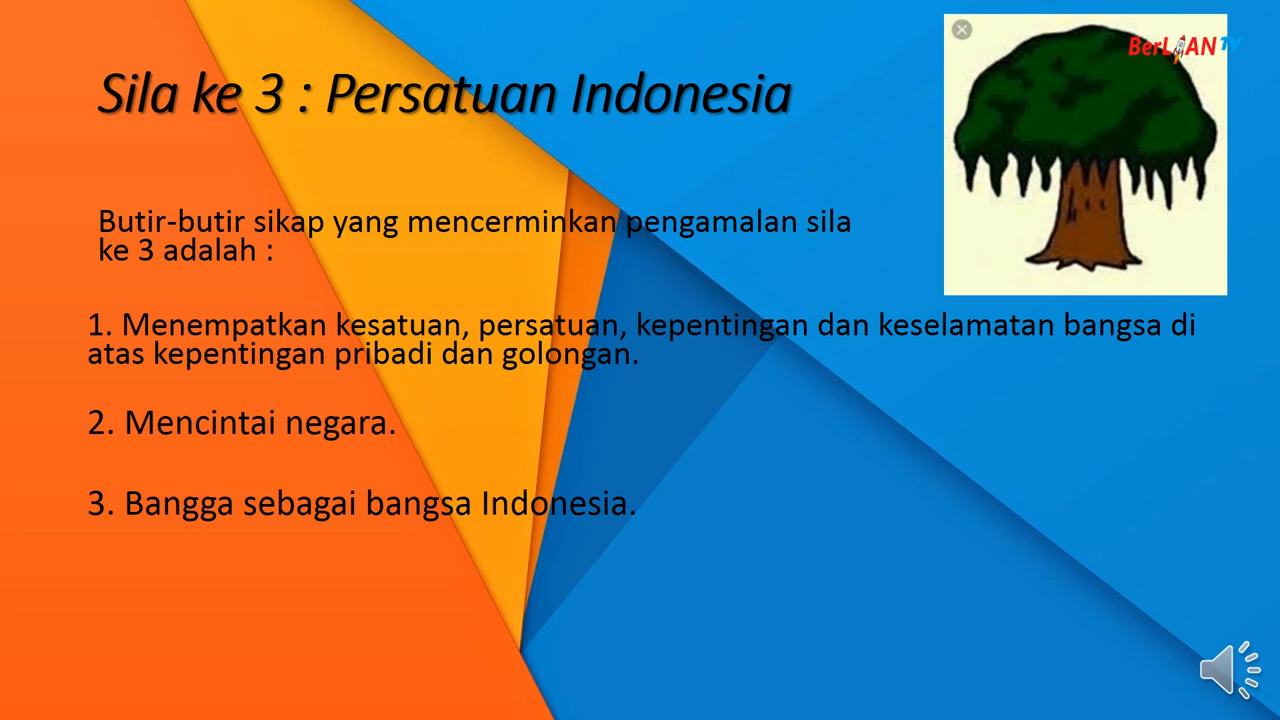 BerLIAN TV
Sila ke 3 : Persatuan Indonesia
Butir-butir sikap yang mencerminkan pengamalan sila
ke 3 adalah :
1. Menempatkan kesatuan, persatuan, kepentingan dan keselamatan bangsa di
atas kepentingan pribadi dan golongan.
2. Mencintai negara.
3. Bangga sebagai bangsa Indonesia.